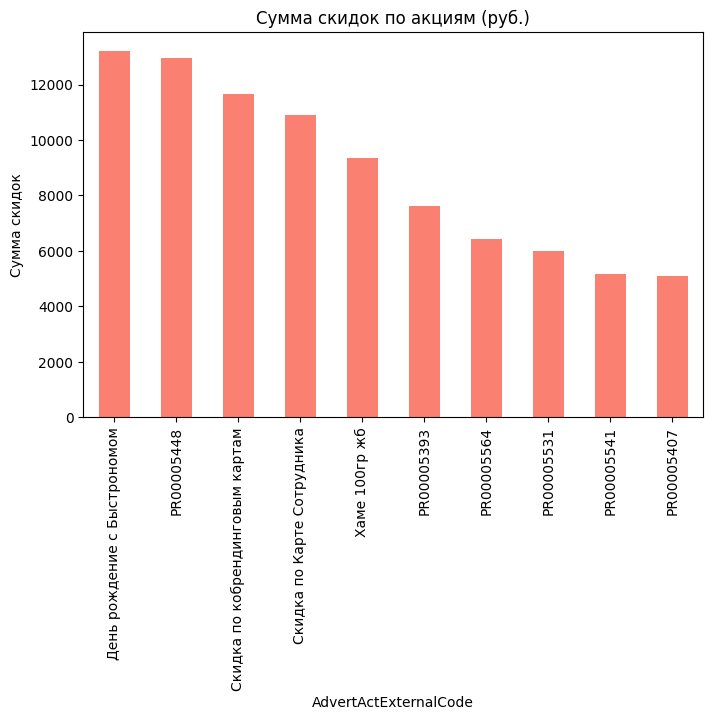 Сумма скидок по акциям (руб.)
Сумма скидок
12000
10000
8000
6000
4000
2000
0
День рождение с Быстрономом
PR00005448
Скидка по кобрендинговым картам
Скидка по Карте Сотрудника
Хаме 100гр жб
PR00005393
PR00005564
PR00005531
PR00005541
PR00005407
AdvertActExternalCode